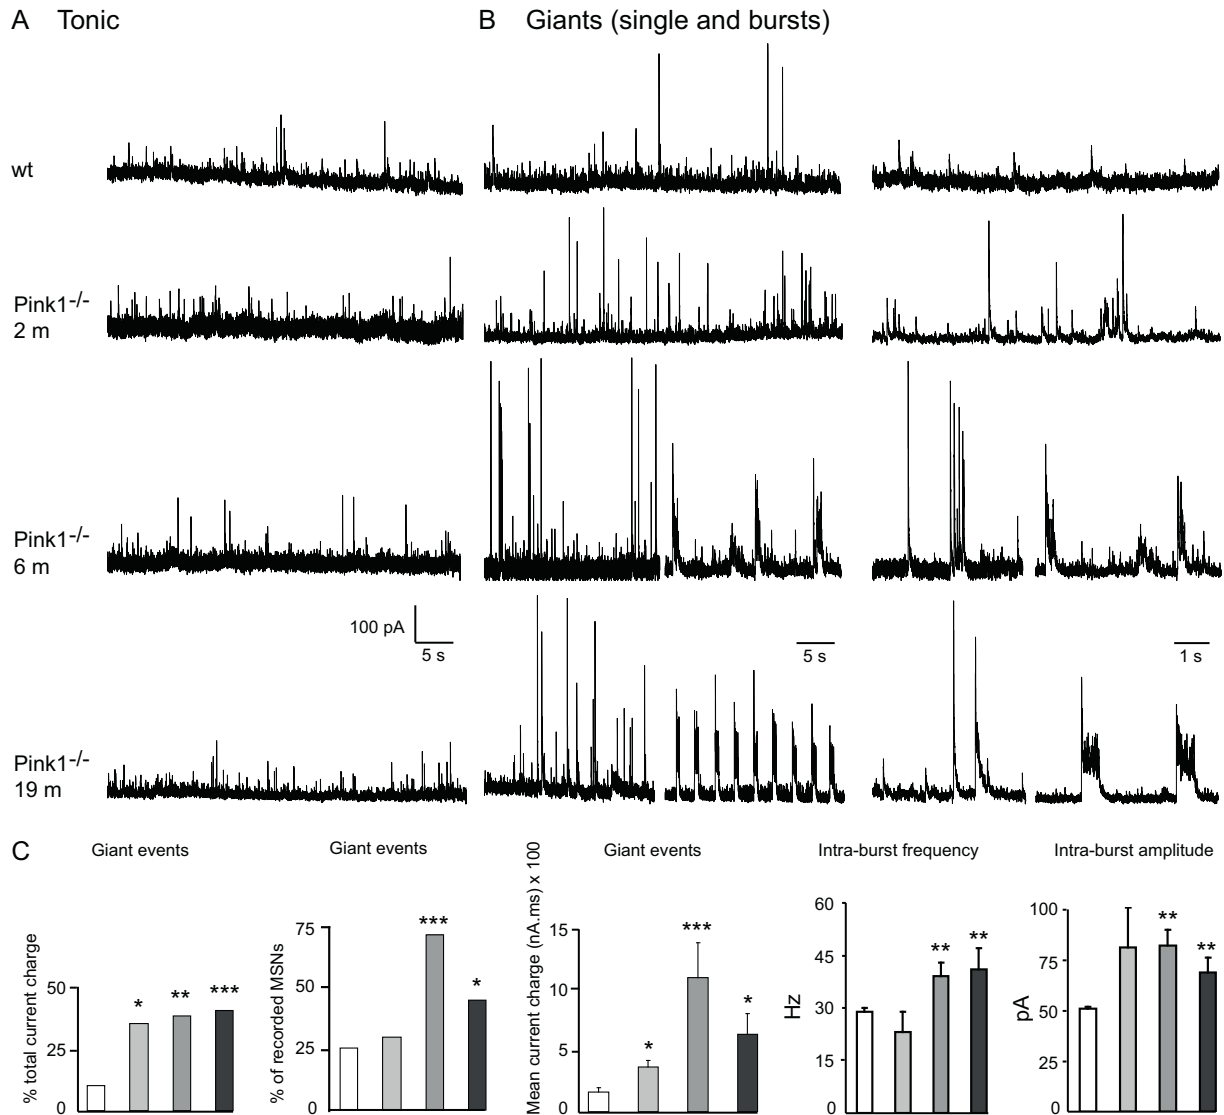 A Tonic
B Giants (single and bursts)
wt
Pink1-/-
2 m
Pink1-/-
6 m
100 pA
5 s
5 s
1 s
Pink1-/-
19 m
C
Giant events
% total current charge
50
25
0
*
**
***
Giant events
% of recorded MSNs
75
50
25
0
***
*
Giant events
Mean current charge (nA.ms) x 100
15
10
5
0
*
***
*
Intra-burst frequency
Hz
60
45
30
15
0
**
**
Intra-burst amplitude
pA
100
75
50
25
0
**
**